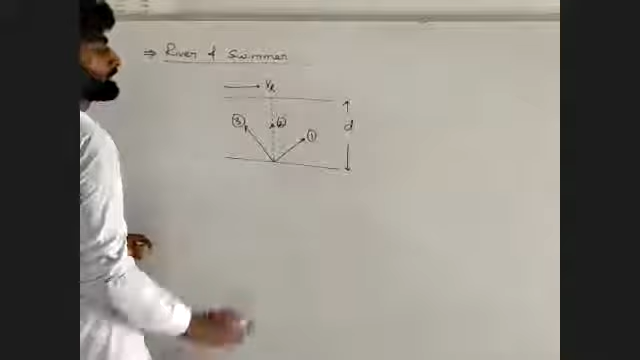 ⇒ River & Swimmer
VR
③ ② ①
d